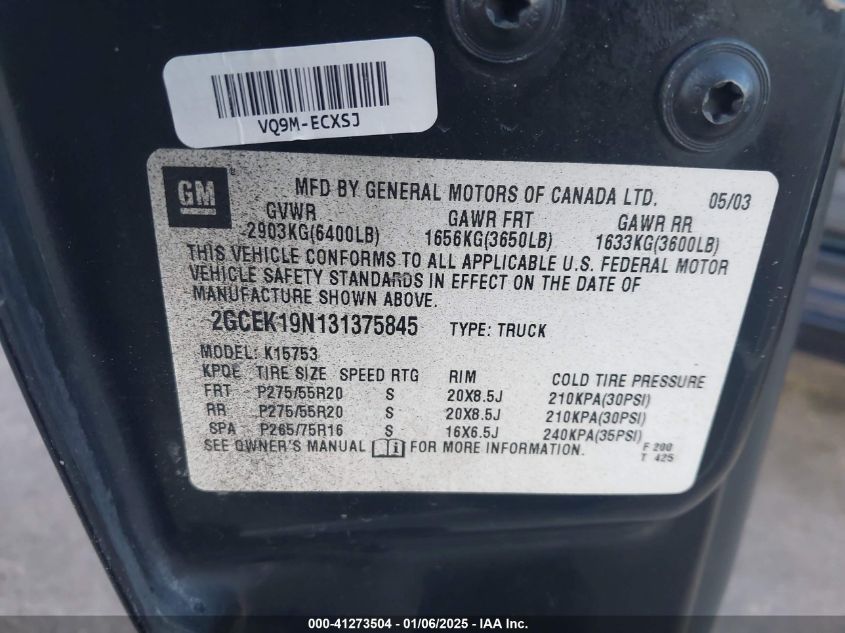 VQ9M-ECXSJ
GM
MFD BY GENERAL MOTORS OF CANADA LTD. 05/03
GVWR GAWR FRT GAWR RR
2903KG(6400LB) 1656KG(3650LB) 1633KG(3600LB)
THIS VEHICLE CONFORMS TO ALL APPLICABLE U.S. FEDERAL MOTOR
VEHICLE SAFETY STANDARDS IN EFFECT ON THE DATE OF
MANUFACTURE SHOWN ABOVE.
2GCEK19N131375845 TYPE: TRUCK
MODEL: K15753
KPQE TIRE SIZE SPEED RTG RIM COLD TIRE PRESSURE
FRT P275/55R20 S 20X8.5J 210KPA(30PSI)
RR P275/55R20 S 20X8.5J 210KPA(30PSI)
SPA P265/75R16 S 16X6.5J 240KPA(35PSI)
SEE OWNER'S MANUAL FOR MORE INFORMATION. F 200
T 425
000-41273504 - 01/06/2025 - IAA Inc.